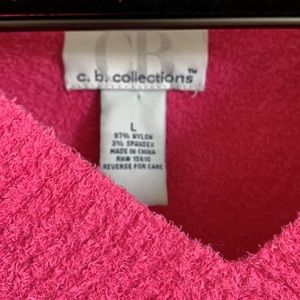 CB
c. b. collections™
L
97% NYLON
3% SPANDEX
MADE IN CHINA
RN# 15610
REVERSE FOR CARE